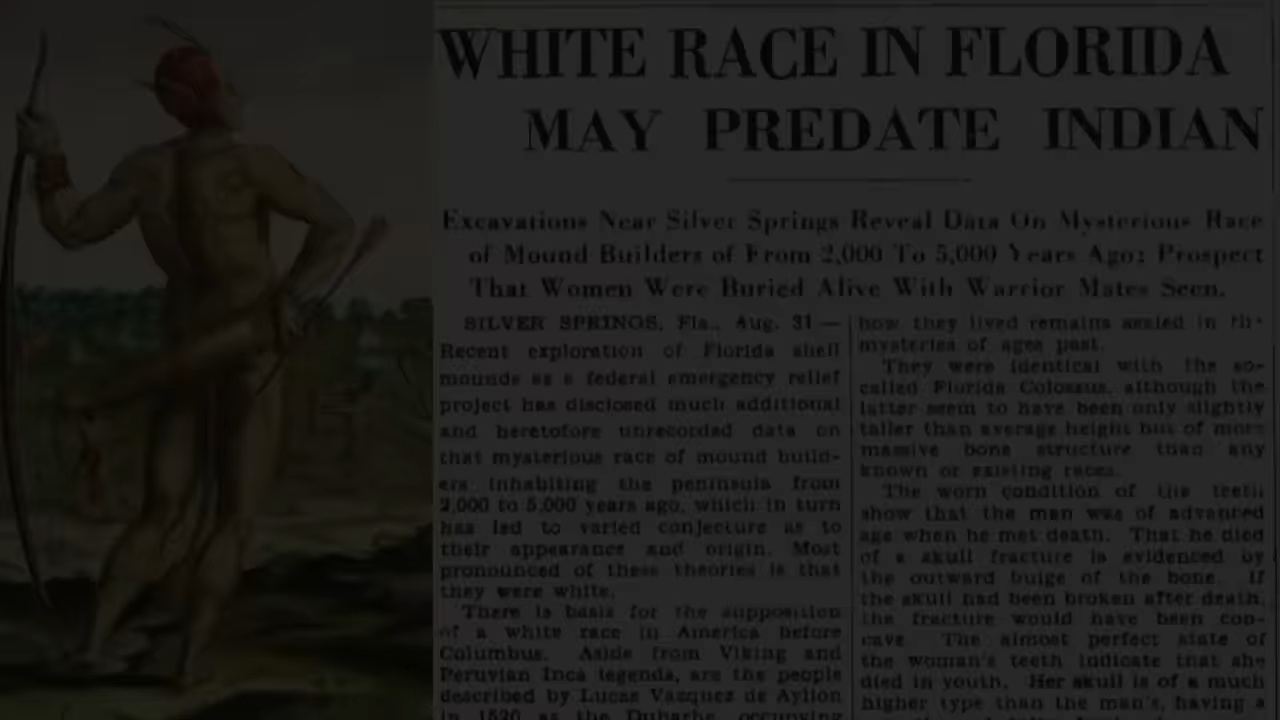 WHITE RACE IN FLORIDA
MAY PREDATE INDIAN
Excavations Near Silver Springs Reveal Data On Mysterious Race
of Mound Builders of From 2,000 To 5,000 Years Ago; Prospect
That Women Were Buried Alive With Warrior Mates Seen.
SILVER SPRINGS, Fla., Aug. 31 —
Recent exploration of Florida shell
mounds as a federal emergency relief
project has disclosed much additional
and heretofore unrecorded data on
that mysterious race of mound build-
ers inhabiting the peninsula from
2,000 to 5,000 years ago, which in turn
has led to varied conjecture as to
their appearance and origin. Most
pronounced of these theories is that
they were white.
There is basis for the supposition
of a white race in America before
Columbus. Aside from Viking and
Peruvian Inca legends, are the people
described by Lucas Vasquez de Ayllon
in 1520 as the Duharhe, occupying
how they lived remains sealed in the
mysteries of ages past.
They were identical with the so-
called Florida Colossus, although the
latter seem to have been only slightly
taller than average height but of more
massive bone structure than any
known or existing races.
The worn condition of the teeth
show that the man was of advanced
age when he met death. That he died
of a skull fracture is evidenced by
the outward bulge of the bone. If
the skull had been broken after death,
the fracture would have been con-
cave. The almost perfect state of
the woman's teeth indicate that she
died in youth. Her skull is of a much
higher type than the man's, having a